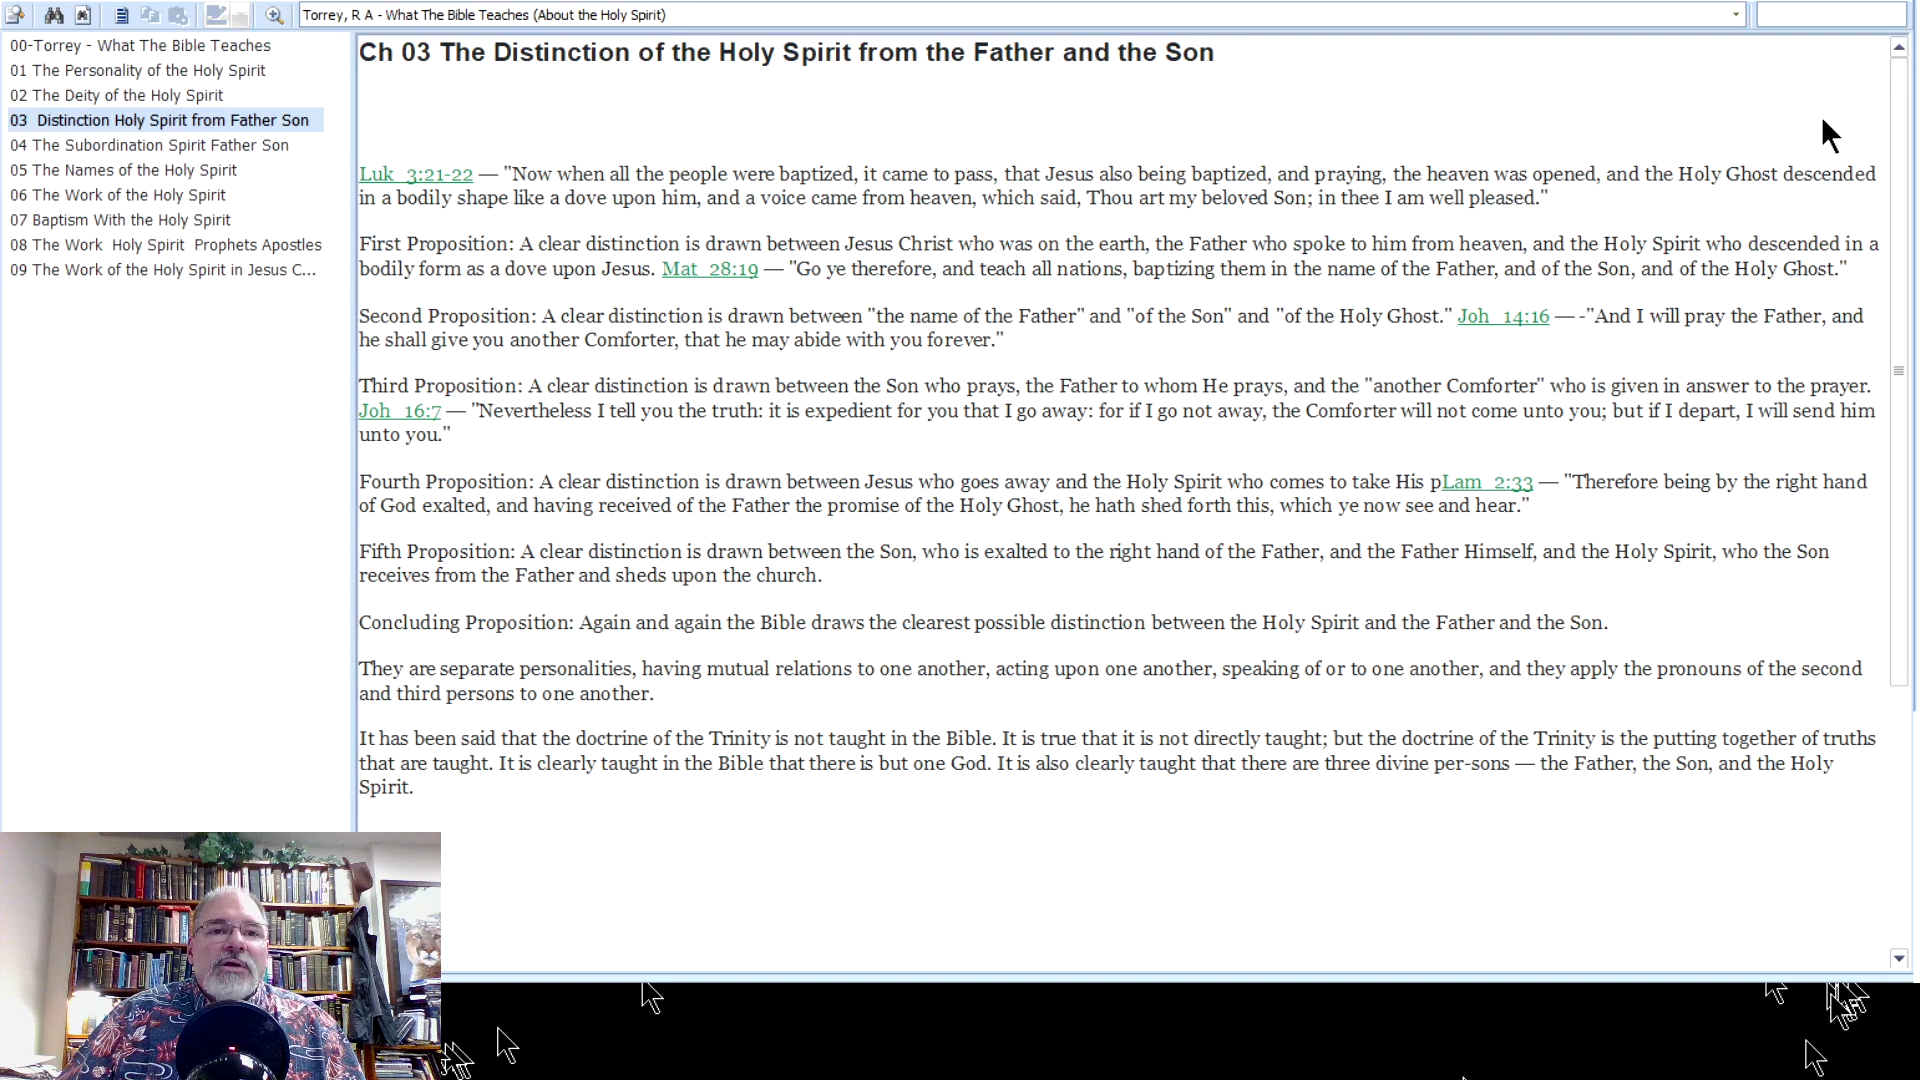 Torrey, R A - What The Bible Teaches (About the Holy Spirit)
00-Torrey - What The Bible Teaches
01 The Personality of the Holy Spirit
02 The Deity of the Holy Spirit
03  Distinction Holy Spirit from Father Son
04 The Subordination Spirit Father Son
05 The Names of the Holy Spirit
06 The Work of the Holy Spirit
07 Baptism With the Holy Spirit
08 The Work  Holy Spirit  Prophets Apostles
09 The Work of the Holy Spirit in Jesus C...
Ch 03 The Distinction of the Holy Spirit from the Father and the Son
Luk_3:21-22 — "Now when all the people were baptized, it came to pass, that Jesus also being baptized, and praying, the heaven was opened, and the Holy Ghost descended
in a bodily shape like a dove upon him, and a voice came from heaven, which said, Thou art my beloved Son; in thee I am well pleased."
First Proposition: A clear distinction is drawn between Jesus Christ who was on the earth, the Father who spoke to him from heaven, and the Holy Spirit who descended in a
bodily form as a dove upon Jesus. Mat_28:19 — "Go ye therefore, and teach all nations, baptizing them in the name of the Father, and of the Son, and of the Holy Ghost."
Second Proposition: A clear distinction is drawn between "the name of the Father" and "of the Son" and "of the Holy Ghost." Joh_14:16 — -"And I will pray the Father, and
he shall give you another Comforter, that he may abide with you forever."
Third Proposition: A clear distinction is drawn between the Son who prays, the Father to whom He prays, and the "another Comforter" who is given in answer to the prayer.
Joh_16:7 — "Nevertheless I tell you the truth: it is expedient for you that I go away: for if I go not away, the Comforter will not come unto you; but if I depart, I will send him
unto you."
Fourth Proposition: A clear distinction is drawn between Jesus who goes away and the Holy Spirit who comes to take His pLam_2:33 — "Therefore being by the right hand
of God exalted, and having received of the Father the promise of the Holy Ghost, he hath shed forth this, which ye now see and hear."
Fifth Proposition: A clear distinction is drawn between the Son, who is exalted to the right hand of the Father, and the Father Himself, and the Holy Spirit, who the Son
receives from the Father and sheds upon the church.
Concluding Proposition: Again and again the Bible draws the clearest possible distinction between the Holy Spirit and the Father and the Son.
They are separate personalities, having mutual relations to one another, acting upon one another, speaking of or to one another, and they apply the pronouns of the second
and third persons to one another.
It has been said that the doctrine of the Trinity is not taught in the Bible. It is true that it is not directly taught; but the doctrine of the Trinity is the putting together of truths
that are taught. It is clearly taught in the Bible that there is but one God. It is also clearly taught that there are three divine per-sons — the Father, the Son, and the Holy
Spirit.